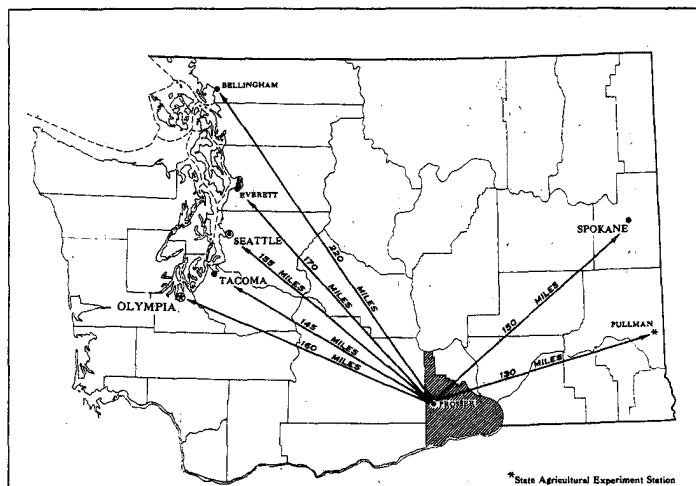 BELLINGHAM
EVERETT
SEATTLE
TACOMA
OLYMPIA
220 MILES
170 MILES
155 MILES
145 MILES
160 MILES
SPOKANE
150 MILES
PULLMAN
*
130 MILES
PROSSER
*State Agricultural Experiment Station